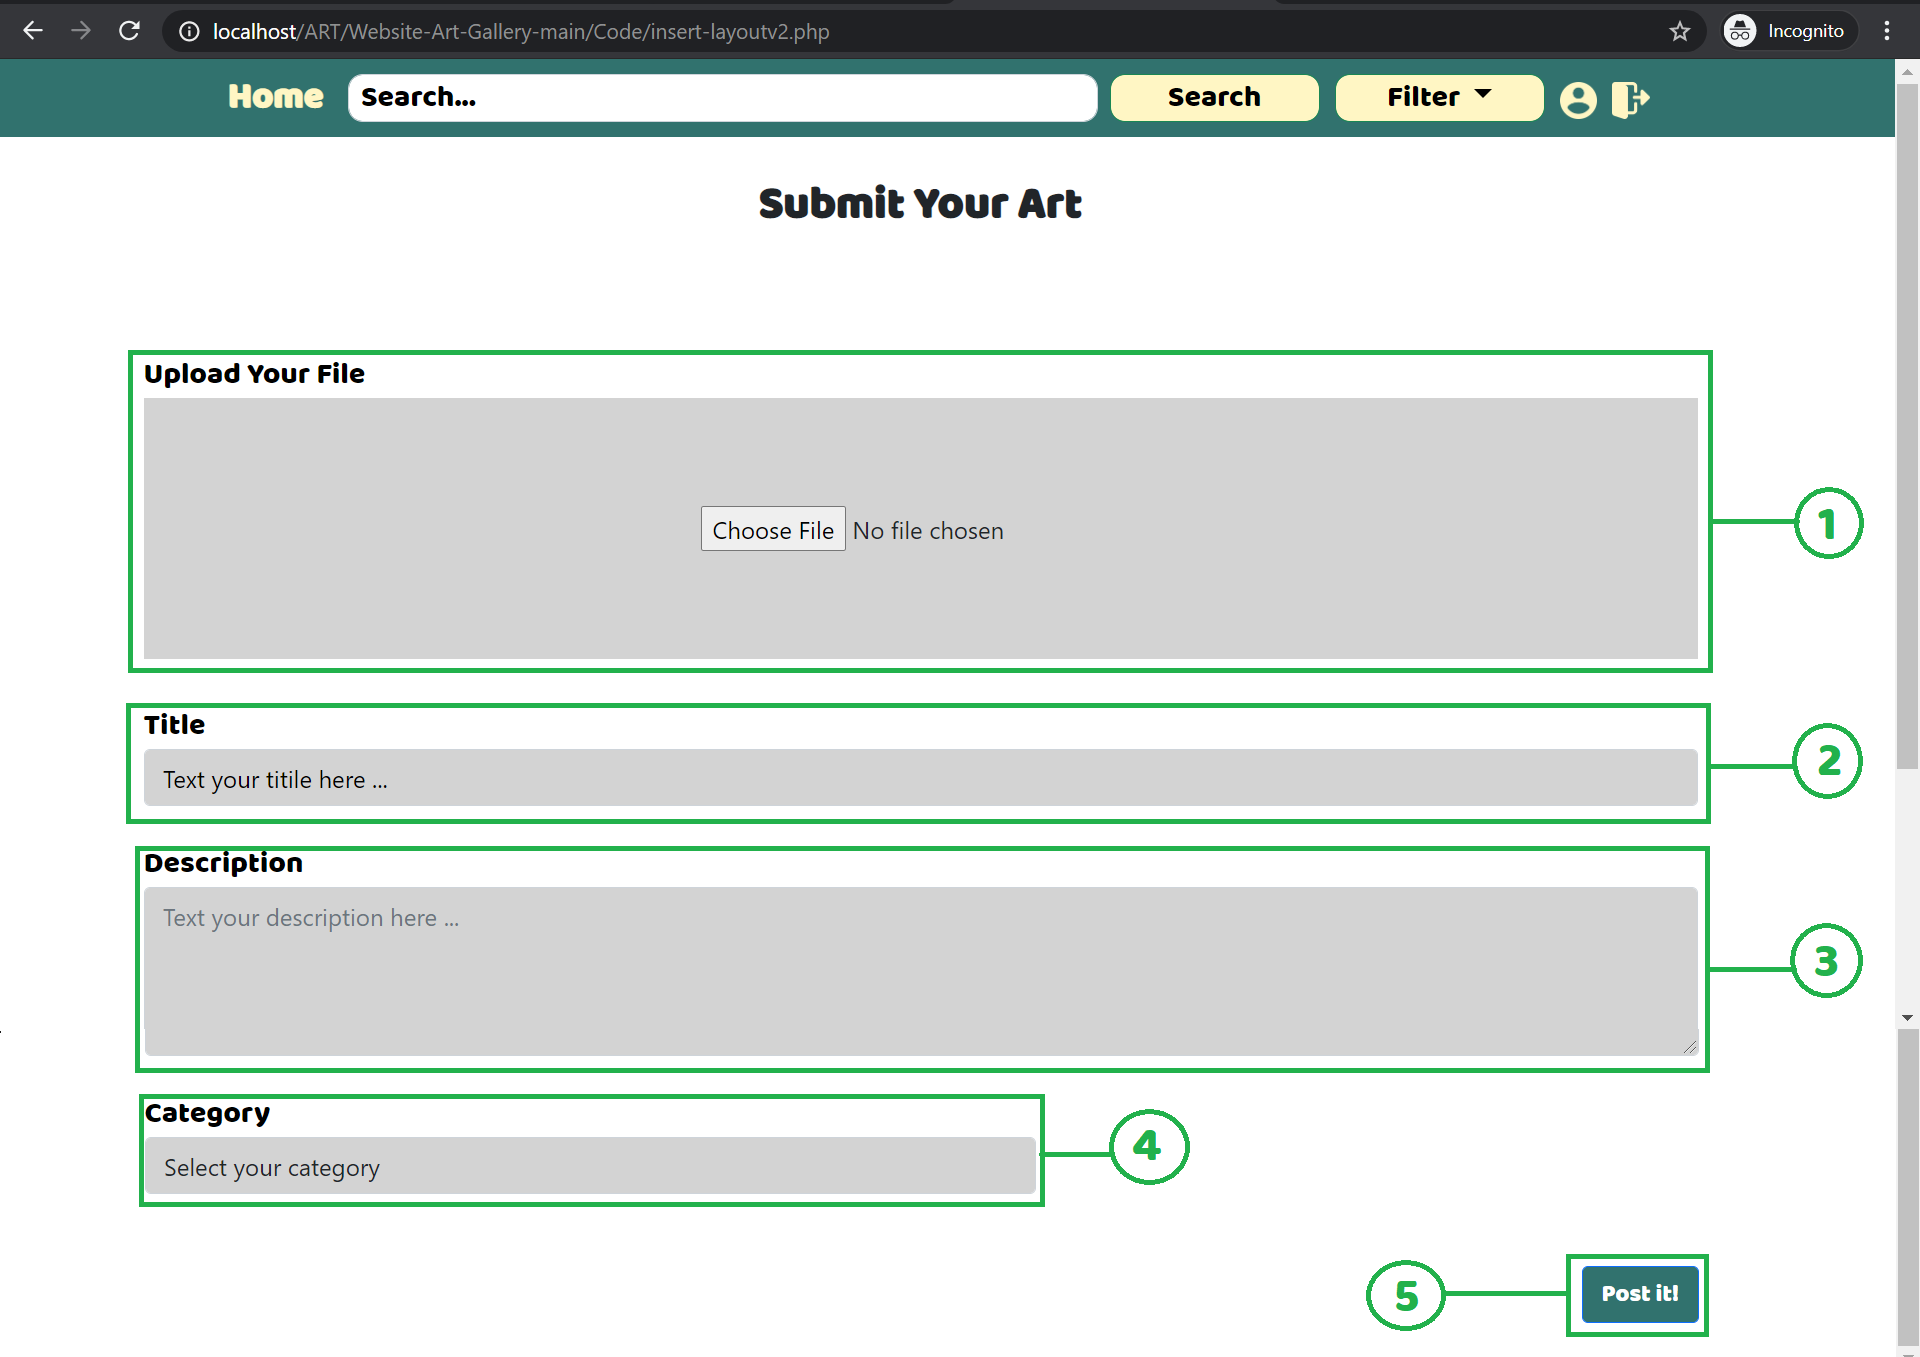 localhost/ART/Website-Art-Gallery-main/Code/insert-layoutv2.php Incognito
Home Search... Search Filter
Submit Your Art
Upload Your File
Choose File No file chosen
1
Title
Text your titile here ...
2
Description
Text your description here ...
3
Category
Select your category
4
5 Post it!